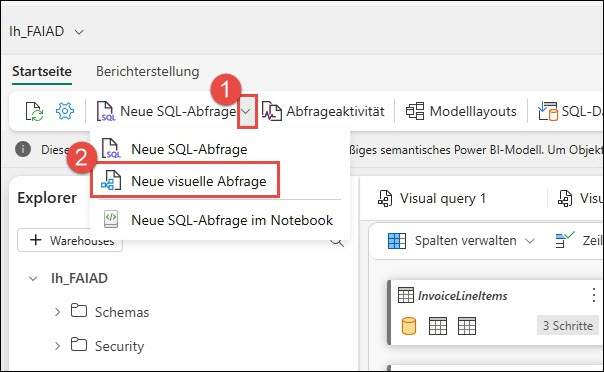 lh_FAIAD
Startseite Berichterstellung
1
Neue SQL-Abfrage Abfrageaktivität Modelllayouts SQL-D
Neue SQL-Abfrage
Diese ßiges semantisches Power BI-Modell. Um Objekt
2
Neue visuelle Abfrage
Neue SQL-Abfrage im Notebook
Explorer
Visual query 1 Visu
+ Warehouses
Spalten verwalten Zeil
lh_FAIAD
InvoiceLineItems
Schemas
3 Schritte
Security